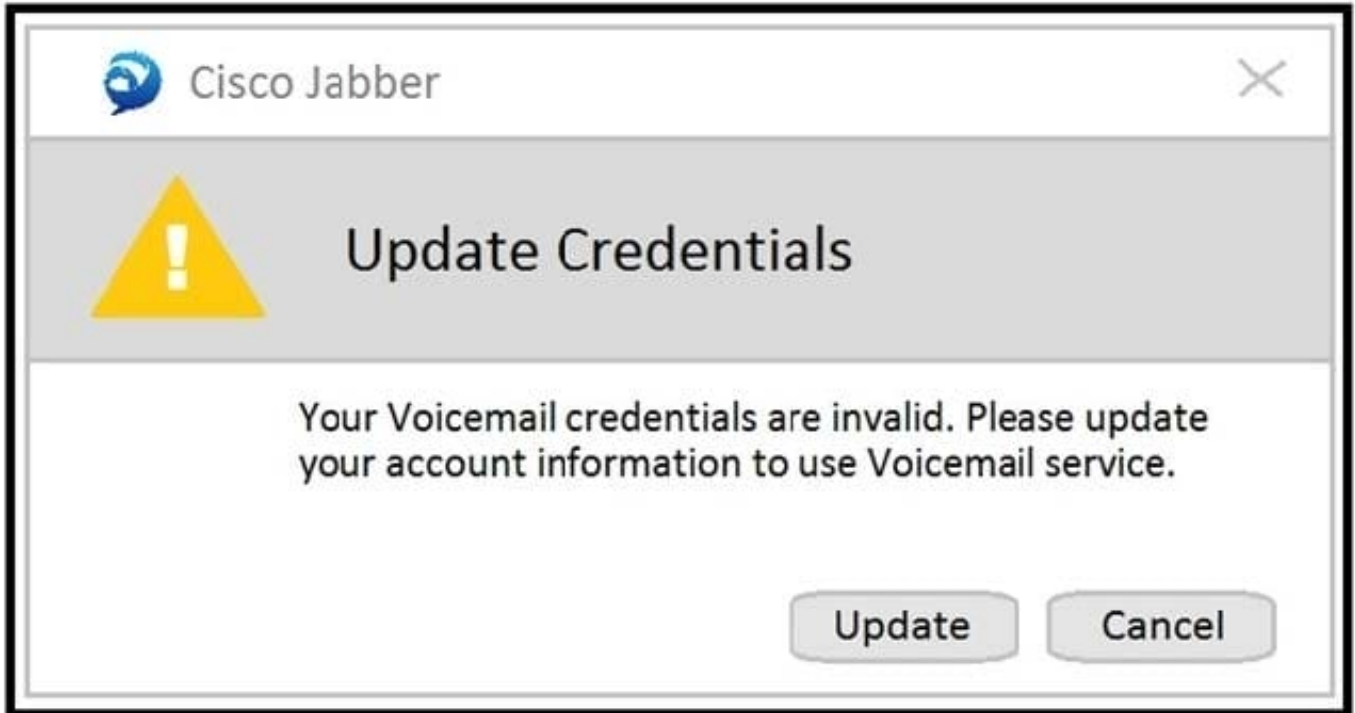 Cisco Jabber
Update Credentials
Your Voicemail credentials are invalid. Please update
your account information to use Voicemail service.
Update Cancel